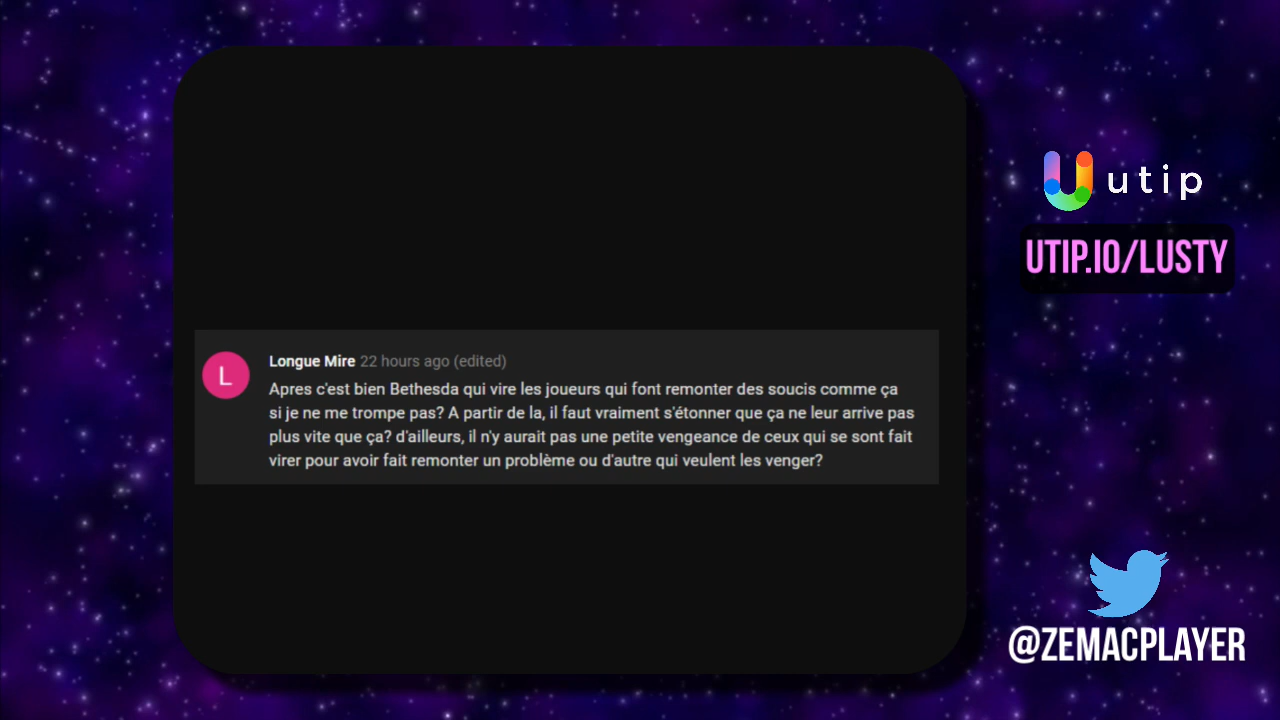 utip
UTIP.IO/LUSTY
L
Longue Mire 22 hours ago (edited)
Apres c'est bien Bethesda qui vire les joueurs qui font remonter des soucis comme ça
si je ne me trompe pas? A partir de la, il faut vraiment s'étonner que ça ne leur arrive pas
plus vite que ça? d'ailleurs, il n'y aurait pas une petite vengeance de ceux qui se sont fait
virer pour avoir fait remonter un problème ou d'autre qui veulent les venger?
@ZEMACPLAYER